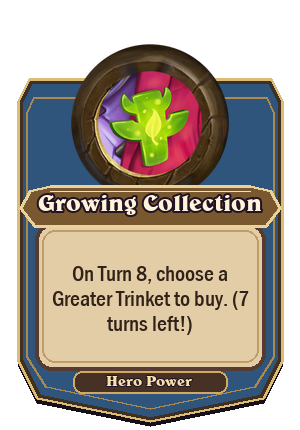 Growing Collection
On Turn 8, choose a
Greater Trinket to buy. (7
turns left!)
Hero Power